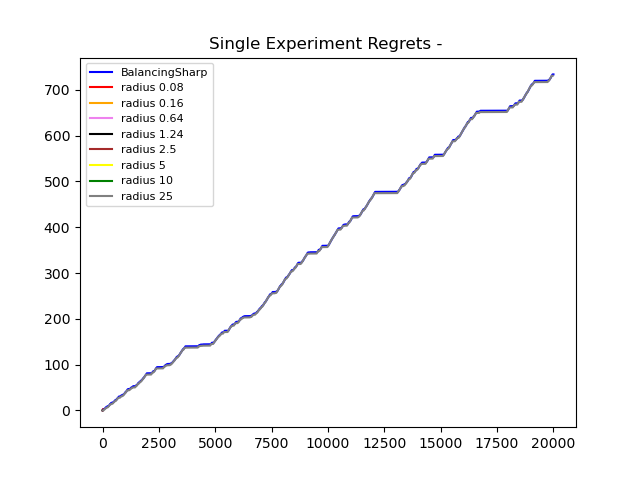 Single Experiment Regrets -
BalancingSharp
radius 0.08
radius 0.16
radius 0.64
radius 1.24
radius 2.5
radius 5
radius 10
radius 25
700
600
500
400
300
200
100
0
0 2500 5000 7500 10000 12500 15000 17500 20000